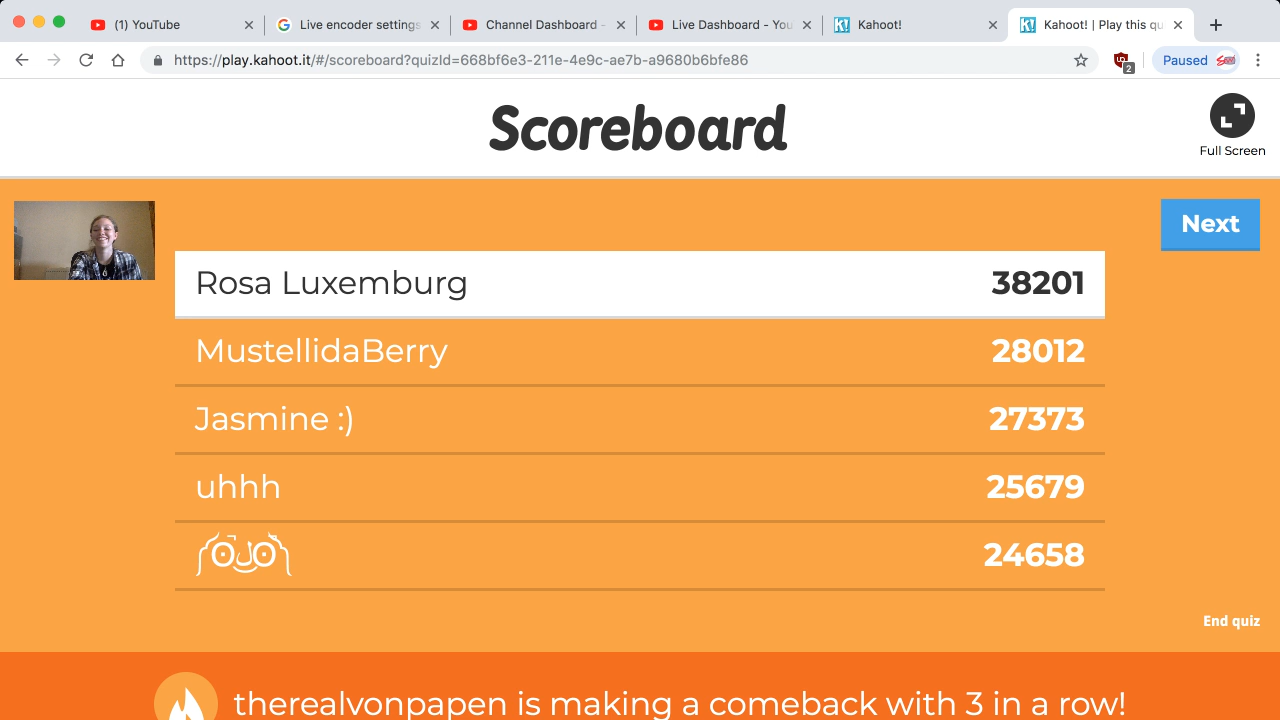 (1) YouTube
Live encoder settings
Channel Dashboard -
Live Dashboard - You
K! Kahoot!
K! Kahoot! | Play this qu
https://play.kahoot.it/#/scoreboard?quizId=668bf6e3-211e-4e9c-ae7b-a9680b6bfe86
2
Paused
Scoreboard
Full Screen
Next
Rosa Luxemburg 38201
MustellidaBerry 28012
Jasmine :) 27373
uhhh 25679
24658
End quiz
therealvonpapen is making a comeback with 3 in a row!